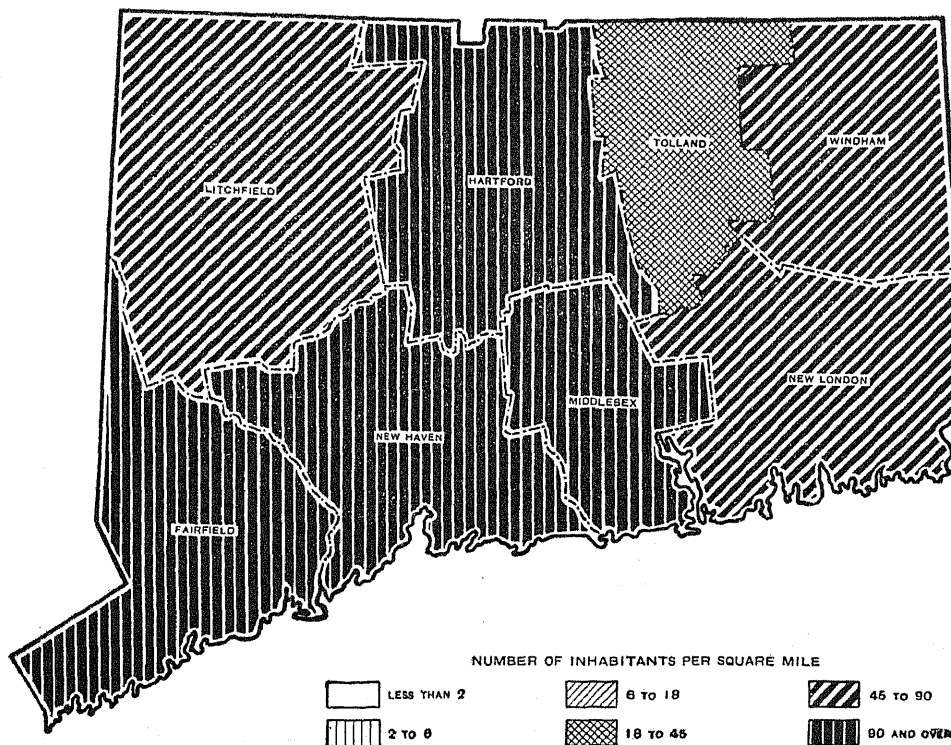 TOLLAND
WINDHAM
LITCHFIELD
HARTFORD
NEW LONDON
MIDDLESEX
NEW HAVEN
FAIRFIELD
NUMBER OF INHABITANTS PER SQUARE MILE
LESS THAN 2
6 TO 18
45 TO 90
2 TO 6
18 TO 45
90 AND OVER